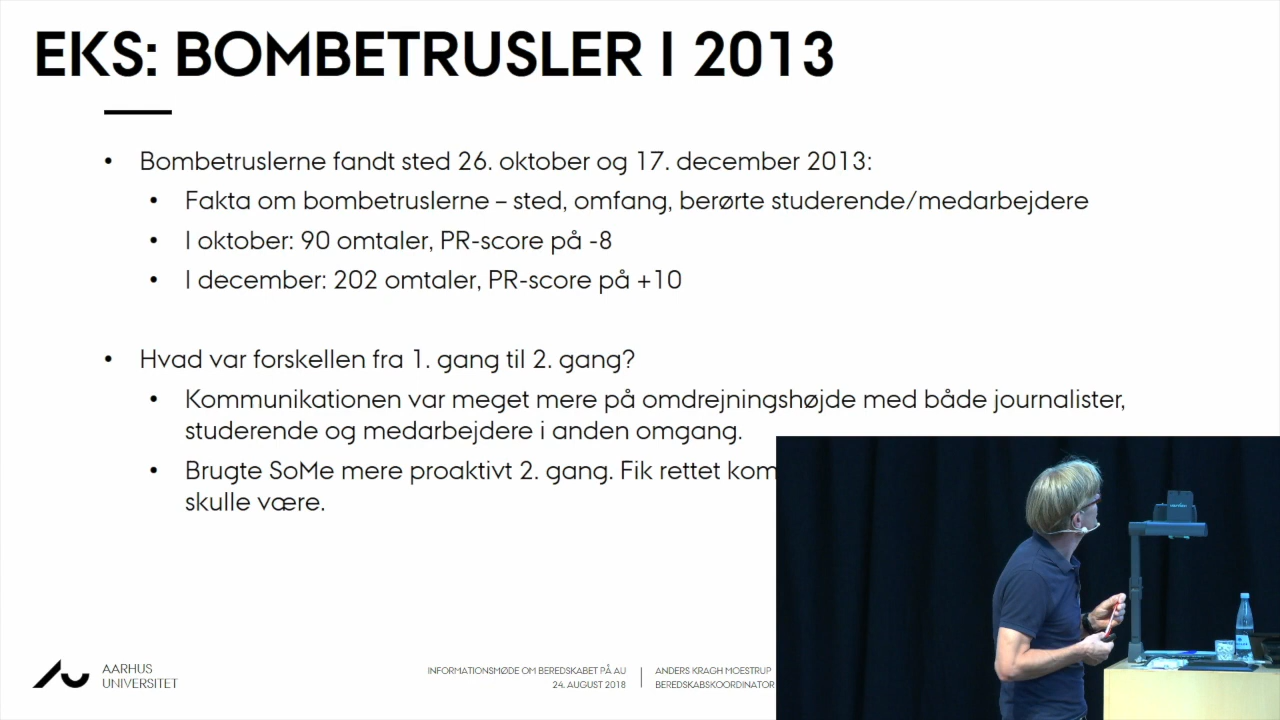 EKS: BOMBETRUSLER I 2013
• Bombetruslerne fandt sted 26. oktober og 17. december 2013:
• Fakta om bombetruslerne – sted, omfang, berørte studerende/medarbejdere
• I oktober: 90 omtaler, PR-score på -8
• I december: 202 omtaler, PR-score på +10
• Hvad var forskellen fra 1. gang til 2. gang?
• Kommunikationen var meget mere på omdrejningshøjde med både journalister,
studerende og medarbejdere i anden omgang.
• Brugte SoMe mere proaktivt 2. gang. Fik rettet kom
skulle være.
AARHUS
UNIVERSITET
INFORMATIONSMØDE OM BEREDSKABET PÅ AU
24. AUGUST 2018
ANDERS KRAGH MOESTRUP
BEREDSKABSKOORDINATOR